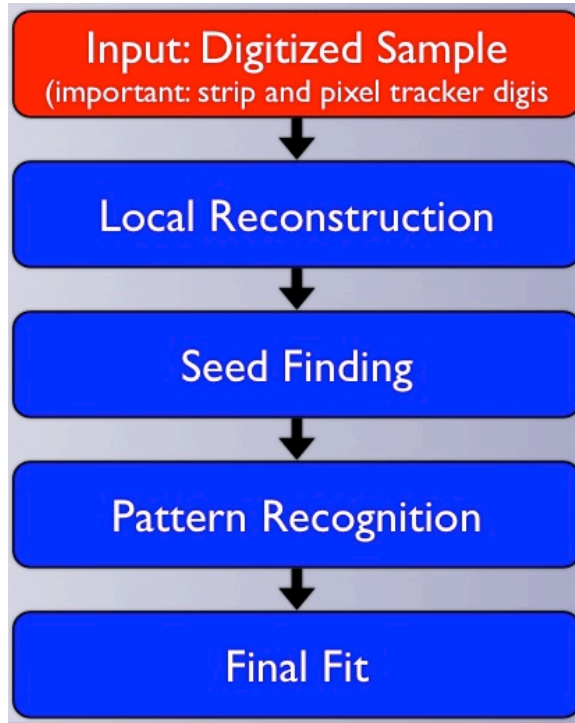 Input: Digitized Sample
(important: strip and pixel tracker digis
Local Reconstruction
Seed Finding
Pattern Recognition
Final Fit